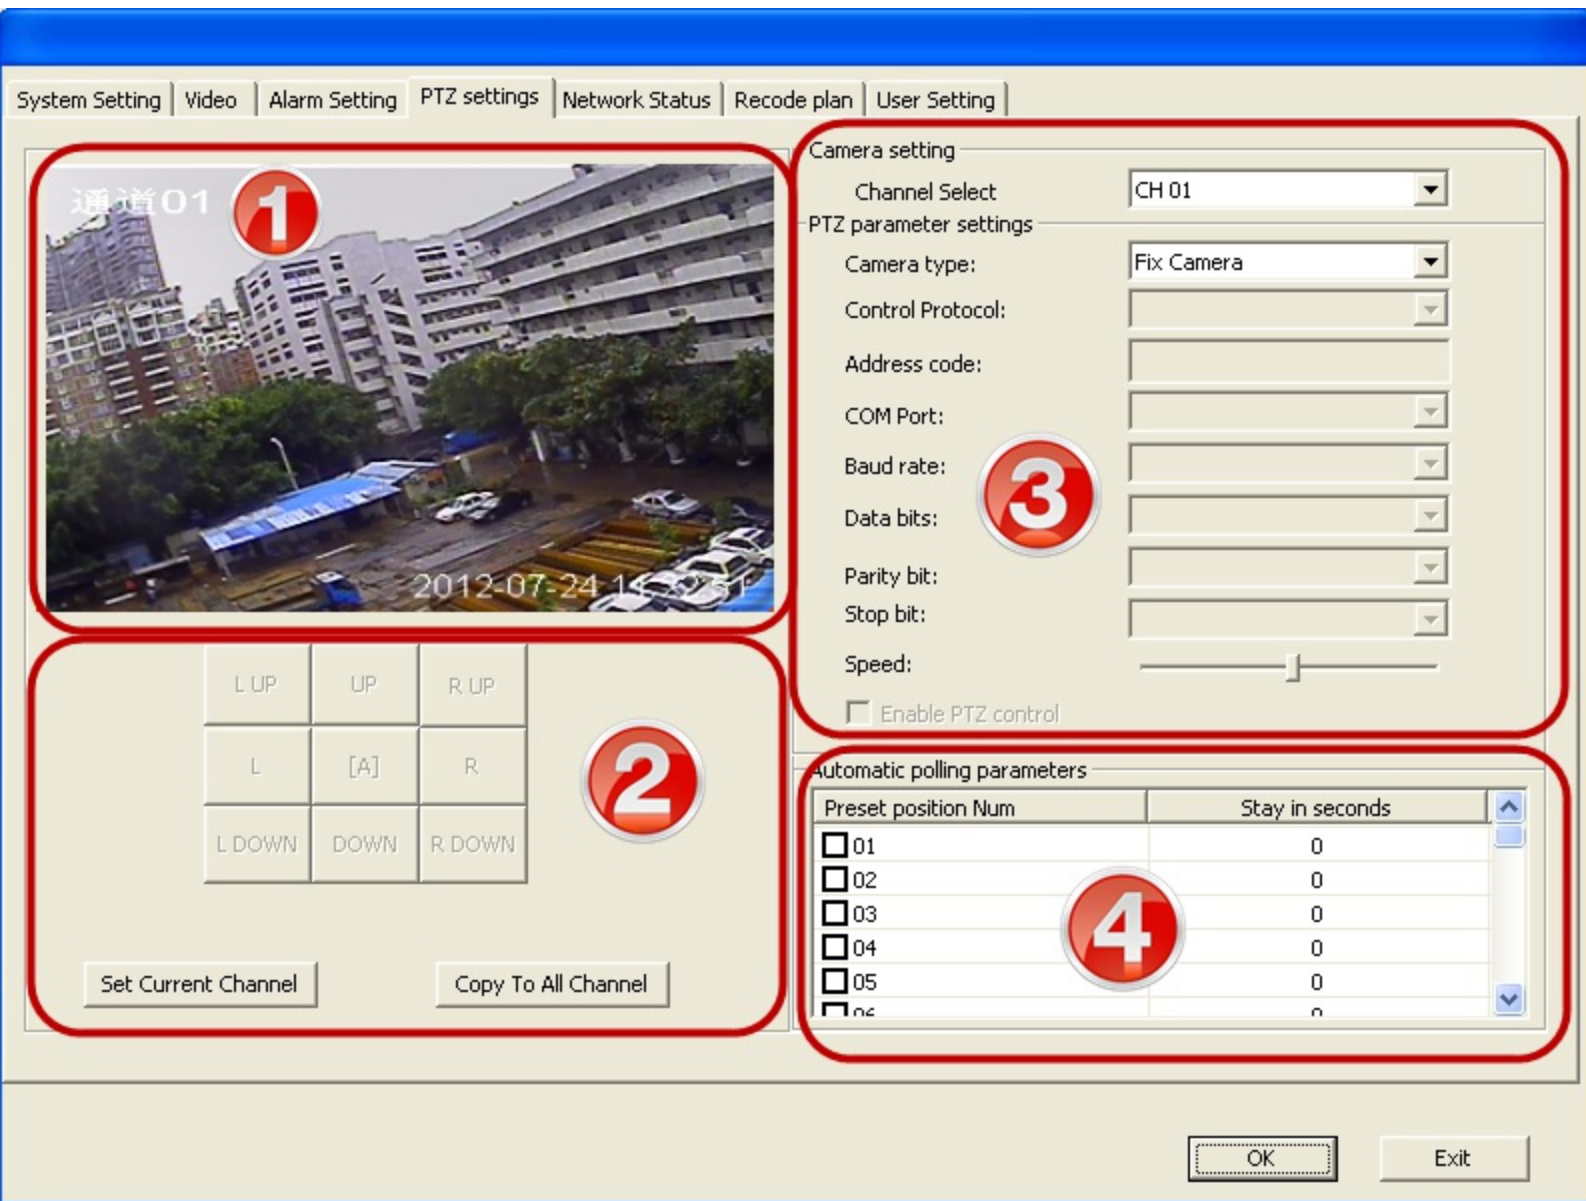 System Setting Video Alarm Setting PTZ settings Network Status Recode plan User Setting
通道01
1
2012-07-24 11
L UP UP R UP
L [A] R
2
L DOWN DOWN R DOWN
Set Current Channel Copy To All Channel
Camera setting
Channel Select CH 01
PTZ parameter settings
Camera type: Fix Camera
Control Protocol:
Address code:
COM Port:
Baud rate:
3
Data bits:
Parity bit:
Stop bit:
Speed:
Enable PTZ control
Automatic polling parameters
Preset position Num Stay in seconds
01 0
02 0
03 0
4
04 0
05 0
OK Exit